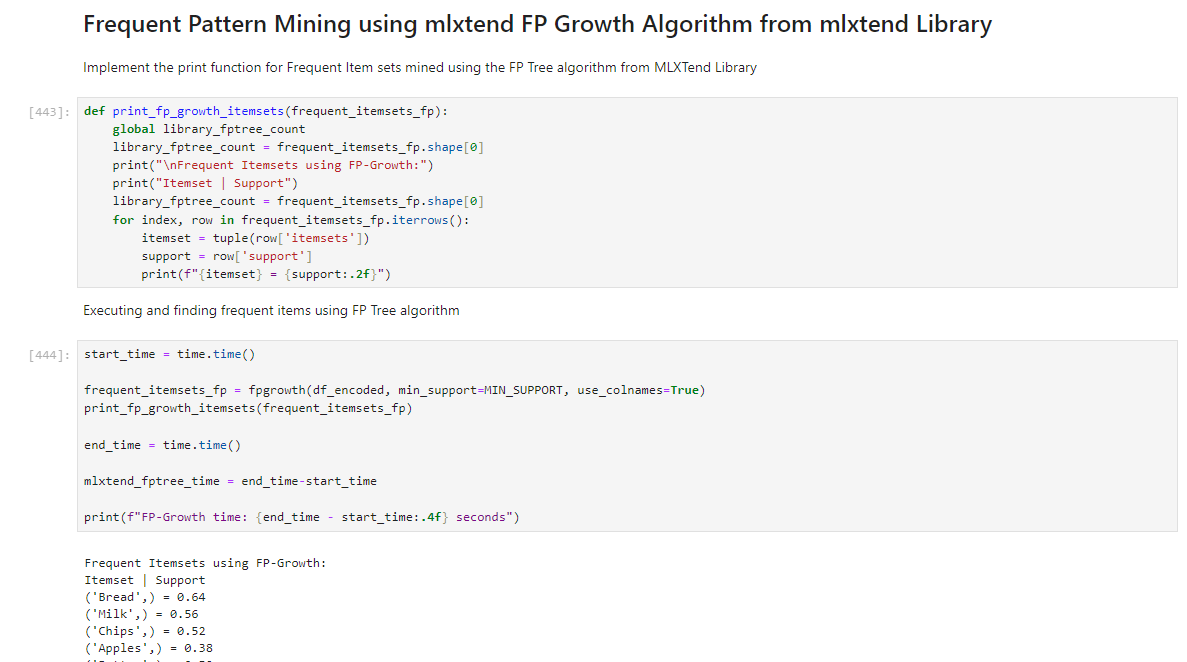 Frequent Pattern Mining using mlxtend FP Growth Algorithm from mlxtend Library
Implement the print function for Frequent Item sets mined using the FP Tree algorithm from MLXTend Library
[443]:
def print_fp_growth_itemsets(frequent_itemsets_fp):
    global library_fptree_count
    library_fptree_count = frequent_itemsets_fp.shape[0]
    print("\nFrequent Itemsets using FP-Growth:")
    print("Itemset | Support")
    library_fptree_count = frequent_itemsets_fp.shape[0]
    for index, row in frequent_itemsets_fp.iterrows():
        itemset = tuple(row['itemsets'])
        support = row['support']
        print(f"{itemset} = {support:.2f}")
Executing and finding frequent items using FP Tree algorithm
[444]:
start_time = time.time()
frequent_itemsets_fp = fpgrowth(df_encoded, min_support=MIN_SUPPORT, use_colnames=True)
print_fp_growth_itemsets(frequent_itemsets_fp)
end_time = time.time()
mlxtend_fptree_time = end_time-start_time
print(f"FP-Growth time: {end_time - start_time:.4f} seconds")
Frequent Itemsets using FP-Growth:
Itemset | Support
('Bread',) = 0.64
('Milk',) = 0.56
('Chips',) = 0.52
('Apples',) = 0.38